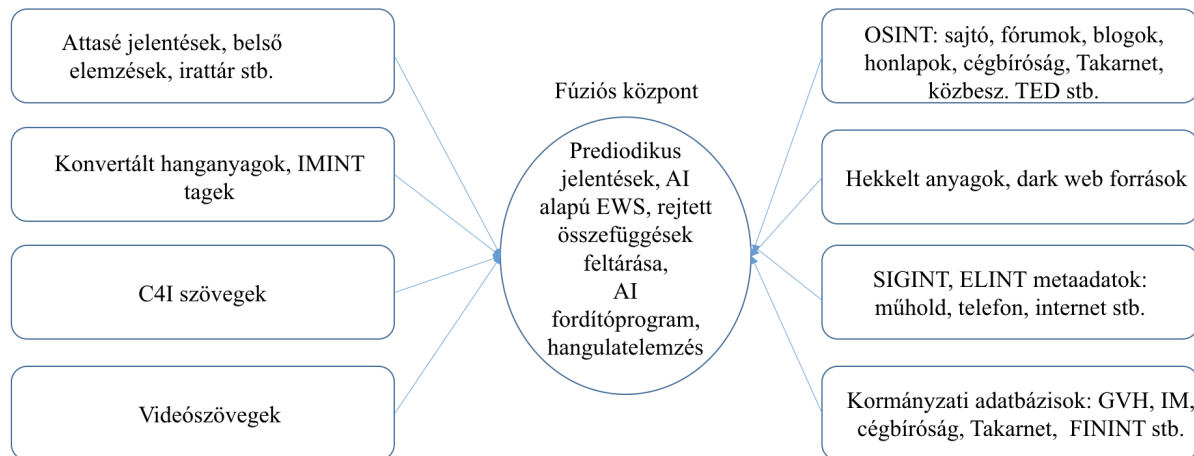 Attasé jelentések, belső
elemzések, irattár stb.
Konvertált hanganyagok, IMINT
tagek
C4I szövegek
Videószövegek
Fúziós központ
Prediodikus
jelentések, AI
alapú EWS, rejtett
összefüggések
feltárása,
AI
fordítóprogram,
hangulatelemzés
OSINT: sajtó, fórumok, blogok,
honlapok, cégbíróság, Takarnet,
közbesz. TED stb.
Hekkelt anyagok, dark web források
SIGINT, ELINT metaadatok:
műhold, telefon, internet stb.
Kormányzati adatbázisok: GVH, IM,
cégbíróság, Takarnet, FININT stb.